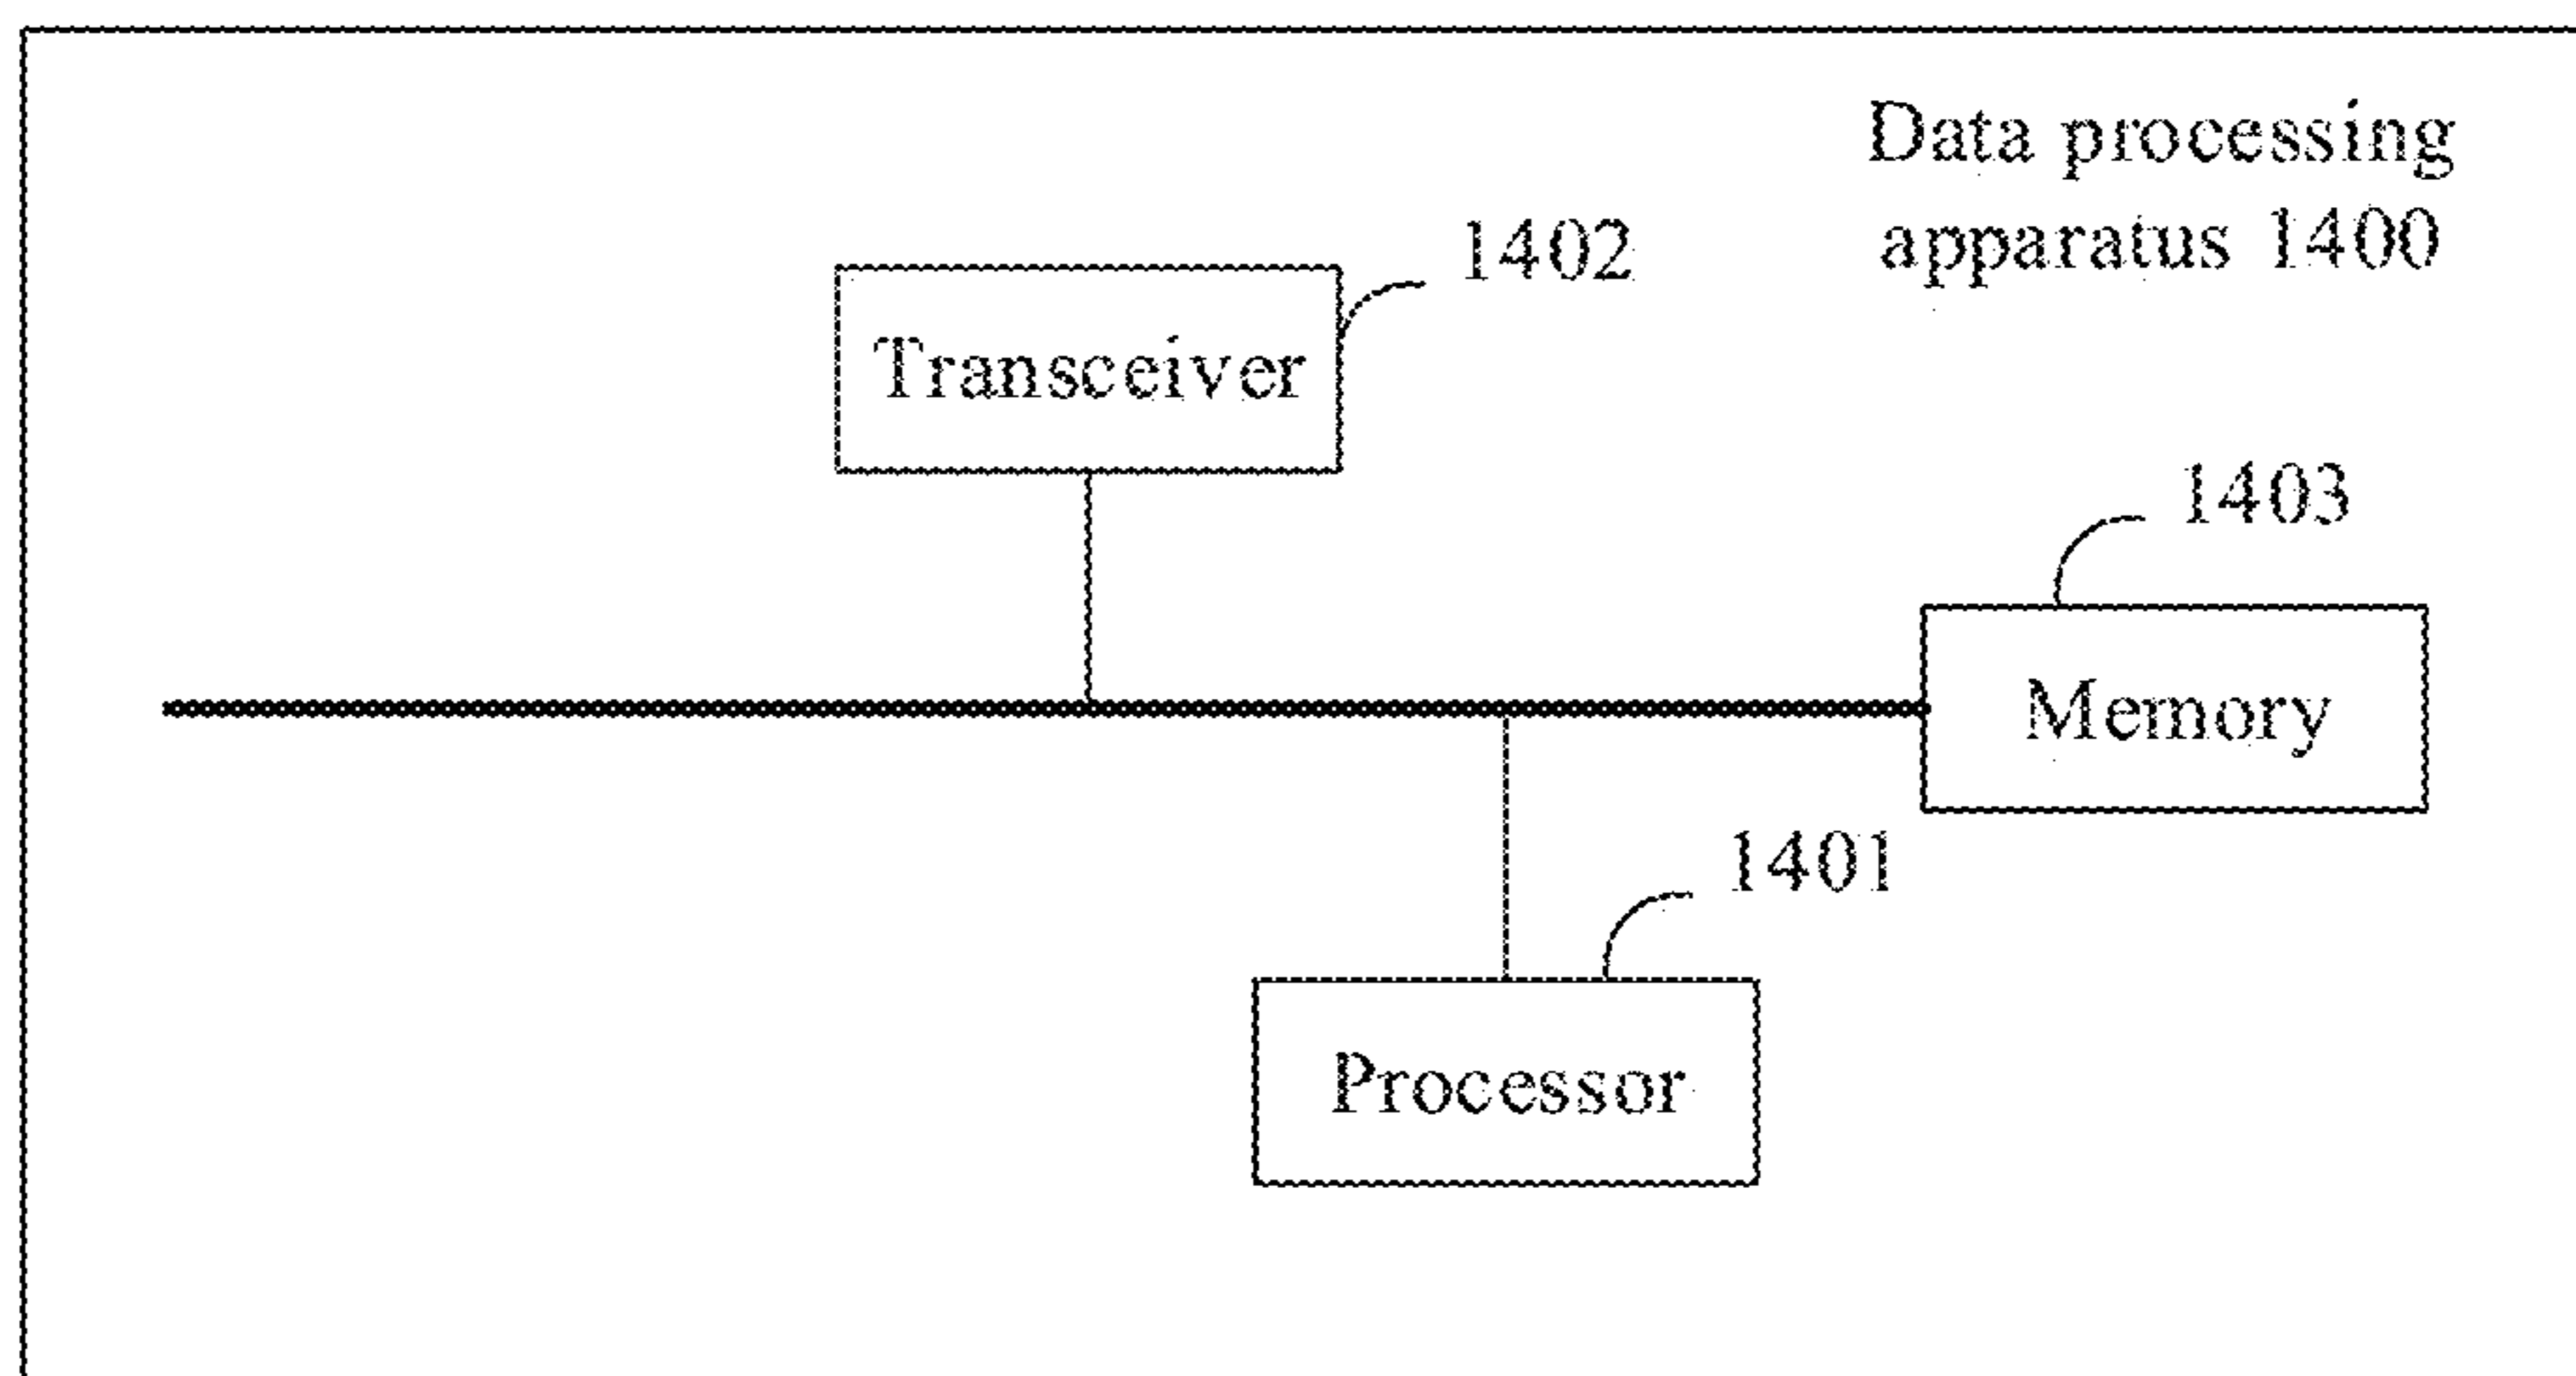 Data processing
apparatus 1400
1402
Transceiver
1403
Memory
1401
Processor